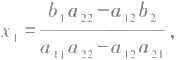 x₁ = (b₁a₂₂ − a₁₂b₂) / (a₁₁a₂₂ − a₁₂a₂₁) ,